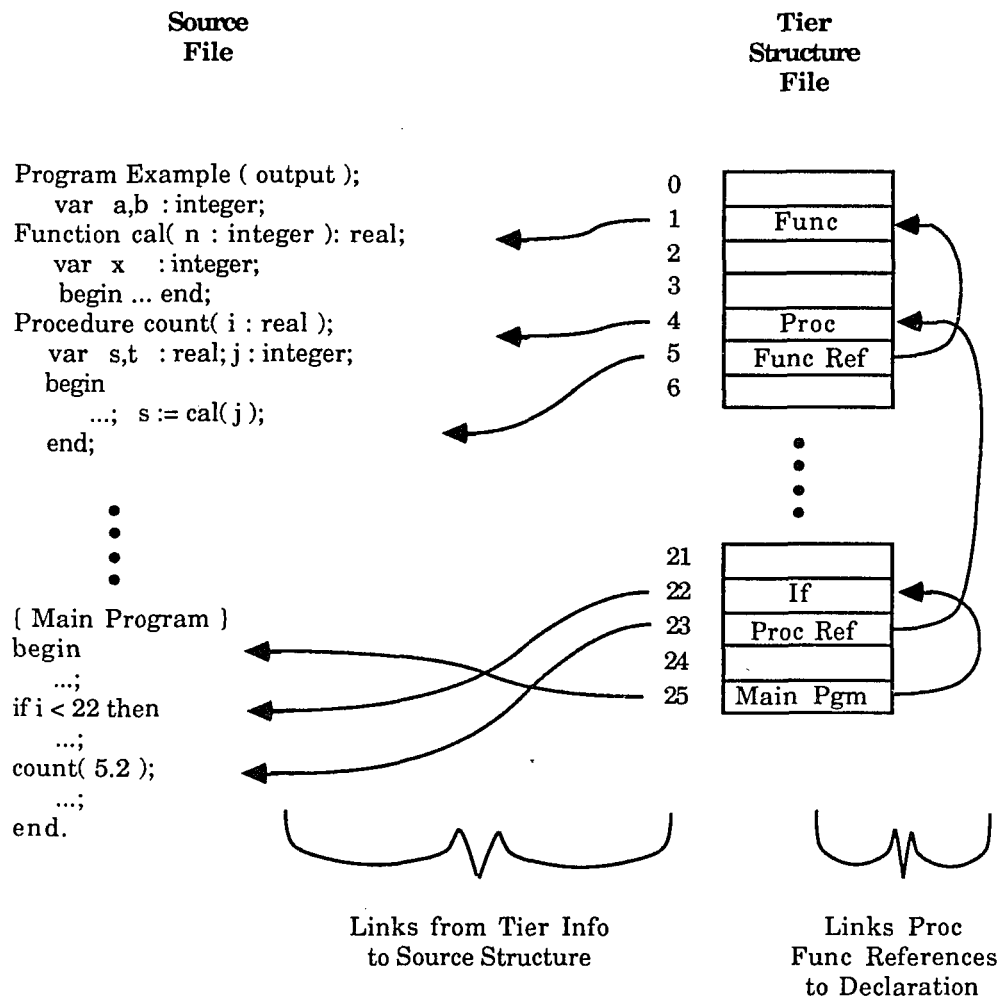 Source
File
Tier
Structure
File
Program Example ( output );
var a,b : integer;
Function cal( n : integer ): real;
var x : integer;
begin ... end;
Procedure count( i : real );
var s,t : real; j : integer;
begin
...; s := cal( j );
end;
{ Main Program }
begin
...;
if i < 22 then
...;
count( 5.2 );
...;
end.
0
1 Func
2
3
4 Proc
5 Func Ref
6
21
22 If
23 Proc Ref
24
25 Main Pgm
Links from Tier Info
to Source Structure
Links Proc
Func References
to Declaration